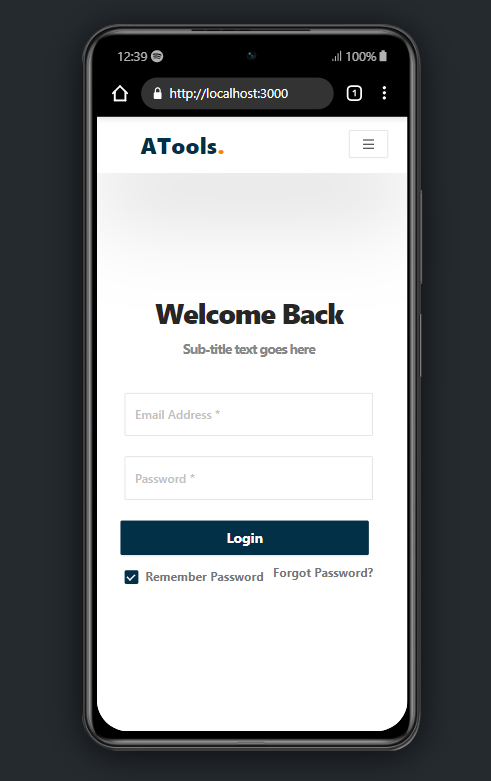 12:39 100%
http://localhost:3000 1
ATools.
Welcome Back
Sub-title text goes here
Email Address *
Password *
Login
Remember Password Forgot Password?